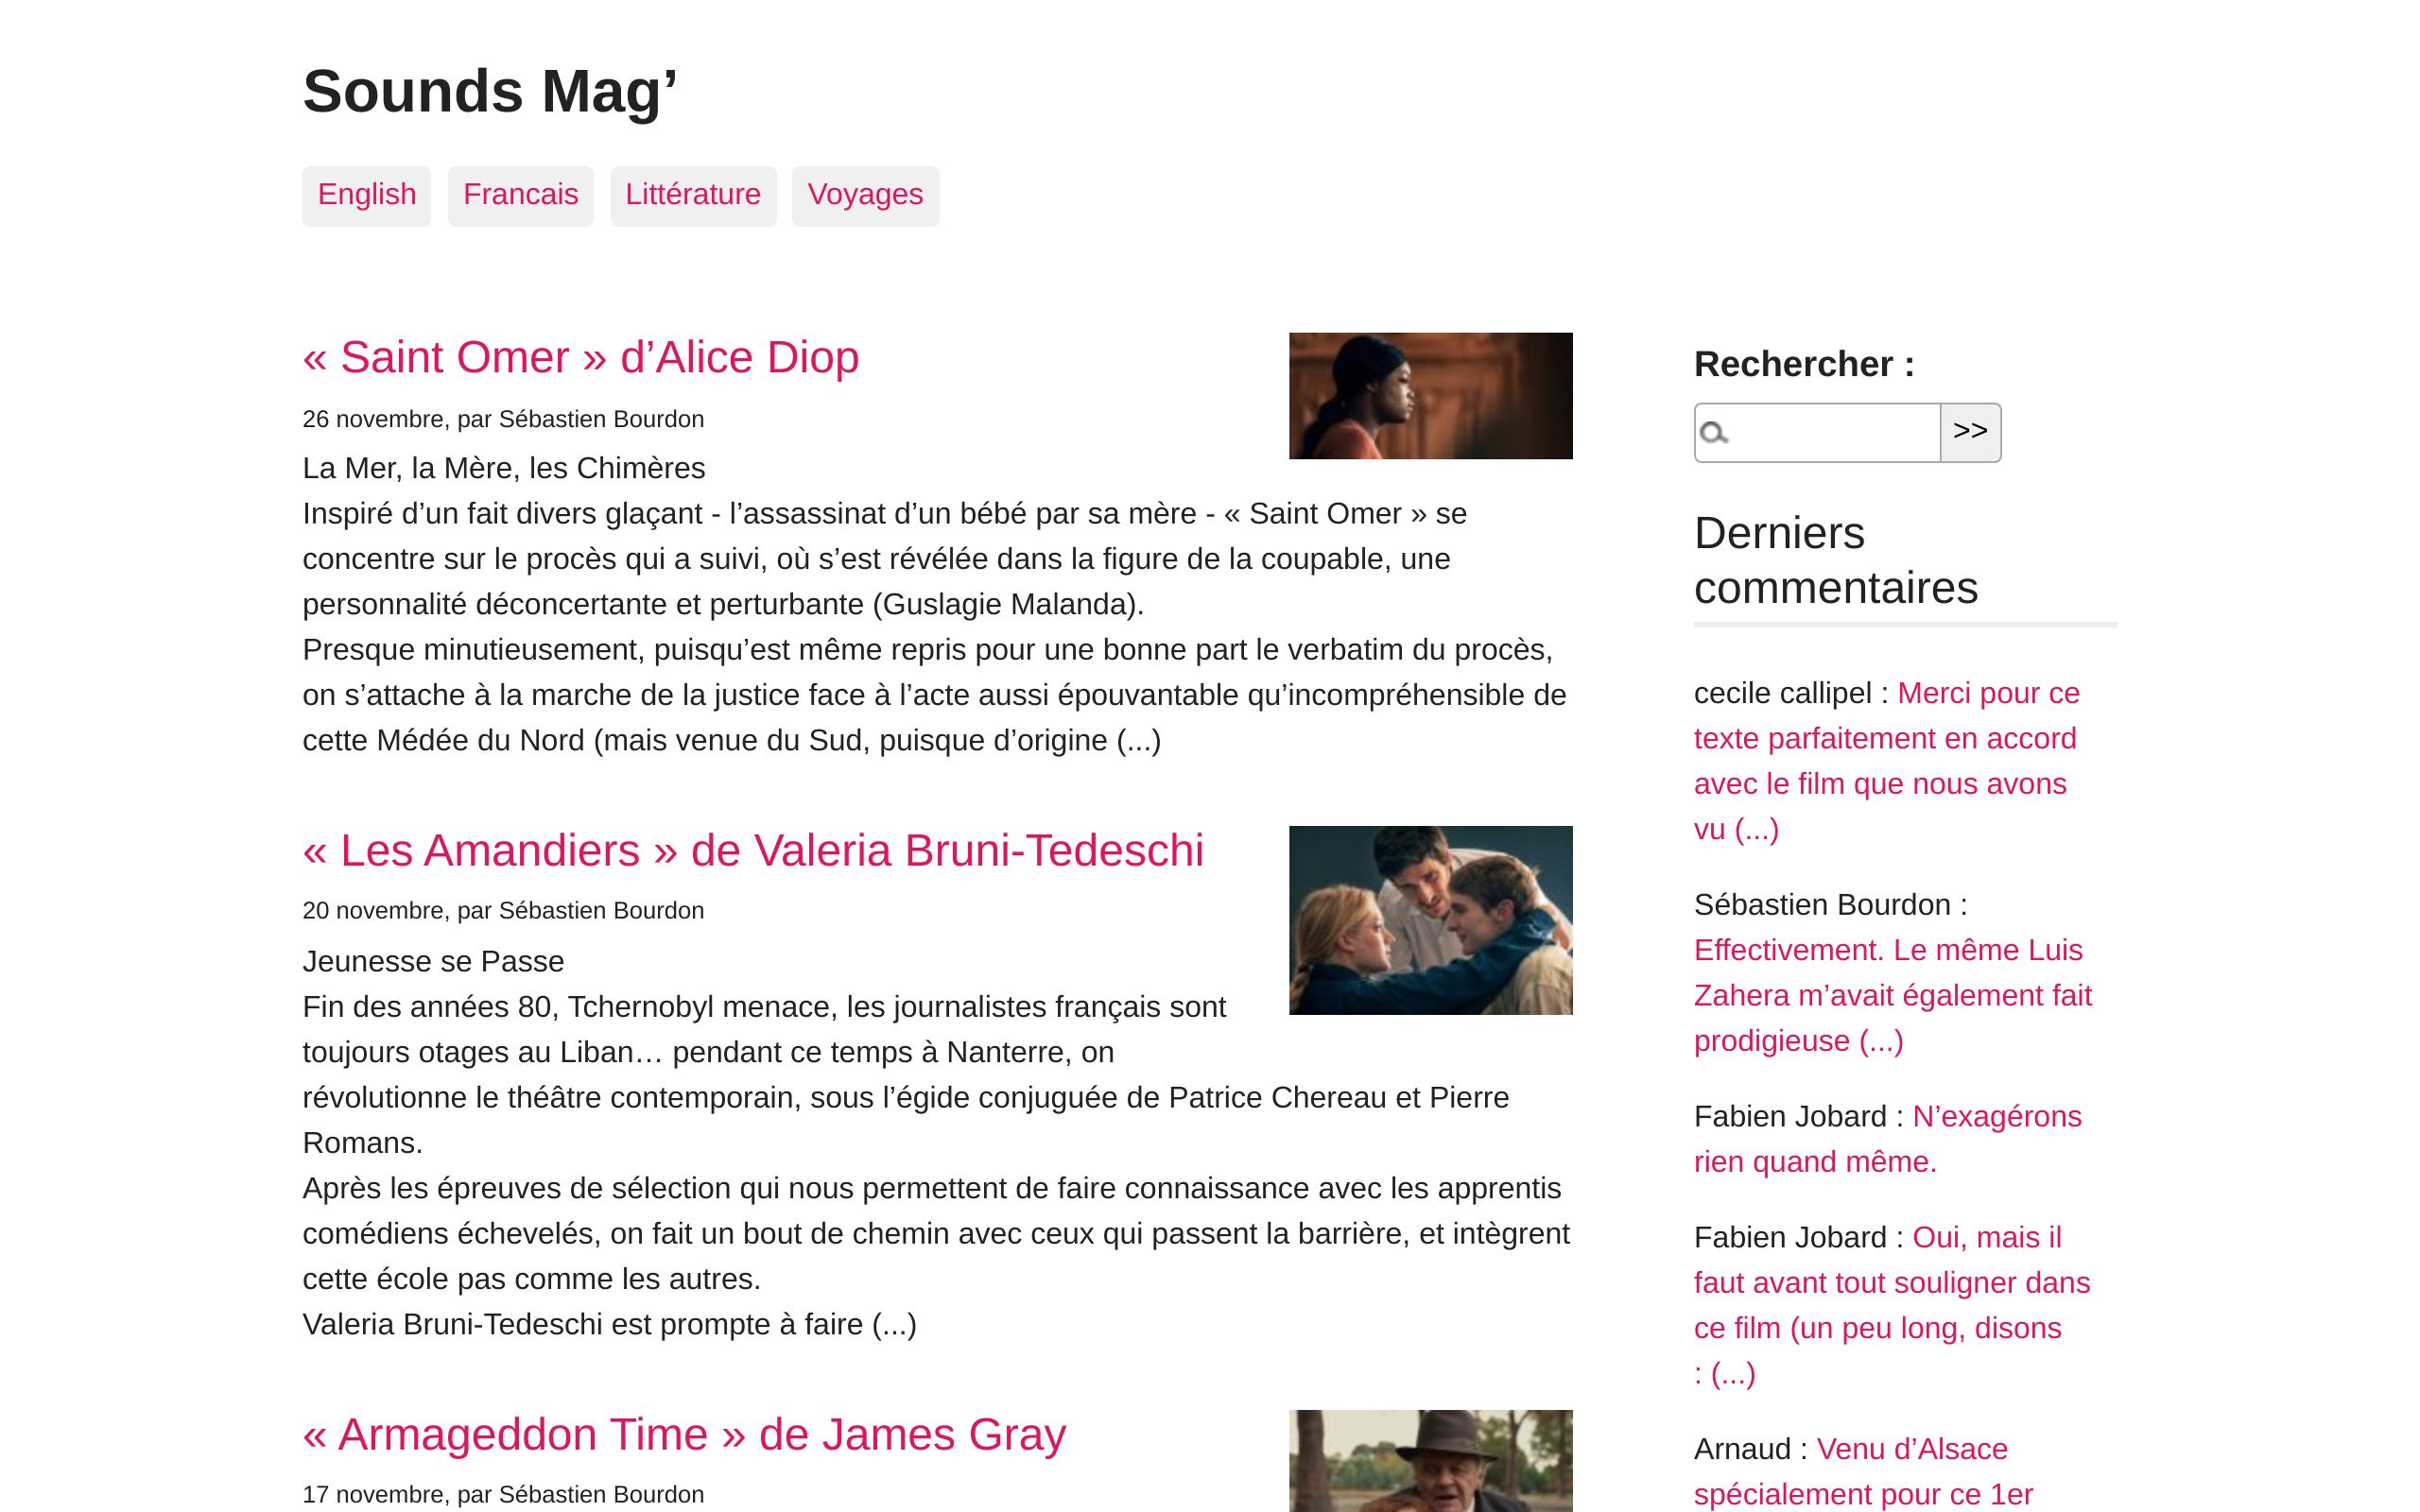 Sounds Mag’
English
Francais
Littérature
Voyages
« Saint Omer » d’Alice Diop
26 novembre, par Sébastien Bourdon
La Mer, la Mère, les Chimères
Inspiré d’un fait divers glaçant - l’assassinat d’un bébé par sa mère - « Saint Omer » se
concentre sur le procès qui a suivi, où s’est révélée dans la figure de la coupable, une
personnalité déconcertante et perturbante (Guslagie Malanda).
Presque minutieusement, puisqu’est même repris pour une bonne part le verbatim du procès,
on s’attache à la marche de la justice face à l’acte aussi épouvantable qu’incompréhensible de
cette Médée du Nord (mais venue du Sud, puisque d’origine (...)
« Les Amandiers » de Valeria Bruni-Tedeschi
20 novembre, par Sébastien Bourdon
Jeunesse se Passe
Fin des années 80, Tchernobyl menace, les journalistes français sont
toujours otages au Liban… pendant ce temps à Nanterre, on
révolutionne le théâtre contemporain, sous l’égide conjuguée de Patrice Chereau et Pierre
Romans.
Après les épreuves de sélection qui nous permettent de faire connaissance avec les apprentis
comédiens échevelés, on fait un bout de chemin avec ceux qui passent la barrière, et intègrent
cette école pas comme les autres.
Valeria Bruni-Tedeschi est prompte à faire (...)
« Armageddon Time » de James Gray
17 novembre, par Sébastien Bourdon
Rechercher :
>>
Derniers
commentaires
cecile callipel : Merci pour ce
texte parfaitement en accord
avec le film que nous avons
vu (...)
Sébastien Bourdon :
Effectivement. Le même Luis
Zahera m’avait également fait
prodigieuse (...)
Fabien Jobard : N’exagérons
rien quand même.
Fabien Jobard : Oui, mais il
faut avant tout souligner dans
ce film (un peu long, disons
: (...)
Arnaud : Venu d’Alsace
spécialement pour ce 1er